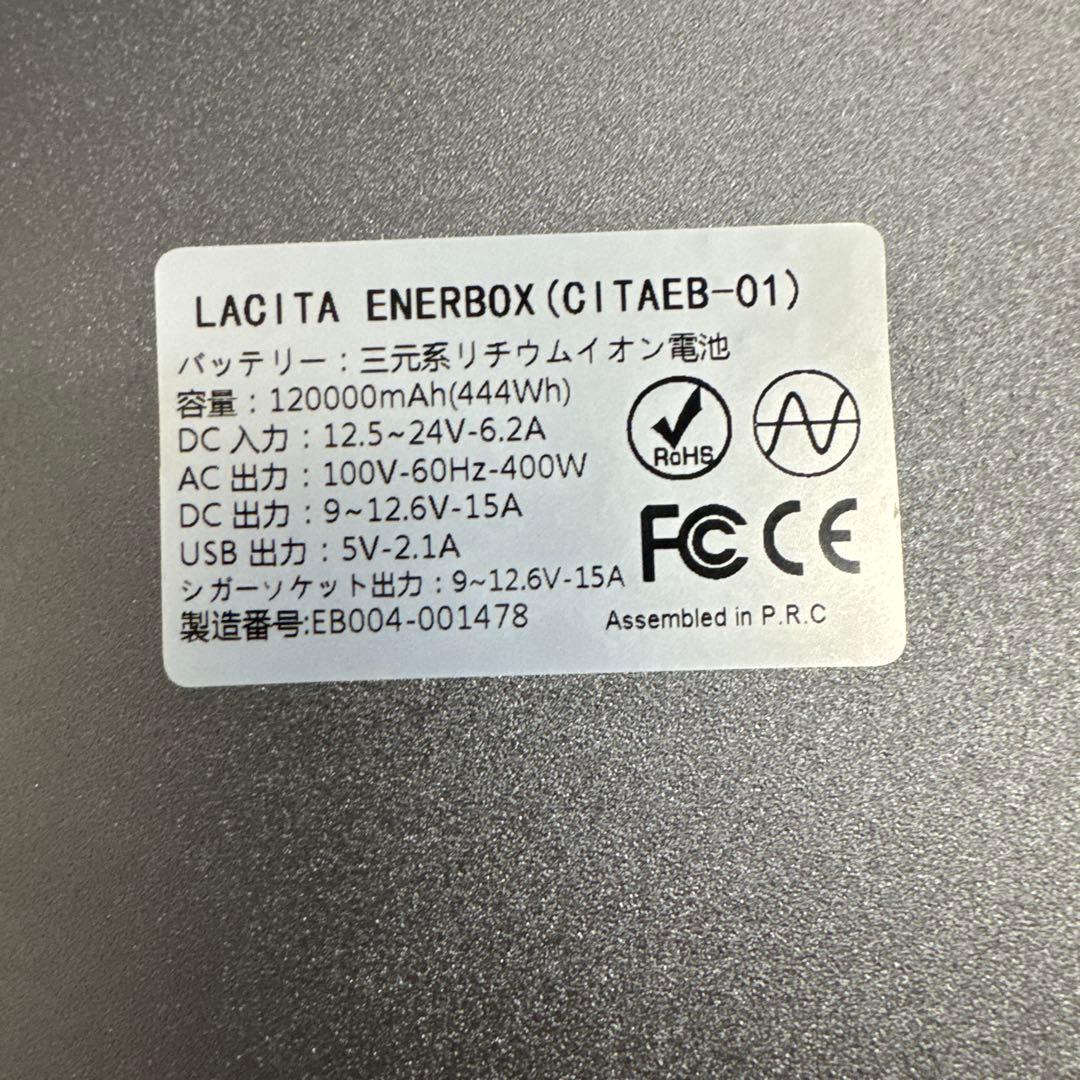 LACITA ENERBOX(CITAEB-01)
バッテリー:三元系リチウムイオン電池
容量:120000mAh(444Wh)
DC 入力:12.5~24V-6.2A
AC 出力:100V-60Hz-400W
DC 出力:9~12.6V-15A
USB 出力:5V-2.1A
シガーソケット出力:9~12.6V-15A
製造番号:EB004-001478
RoHS
FC CE
Assembled in P.R.C